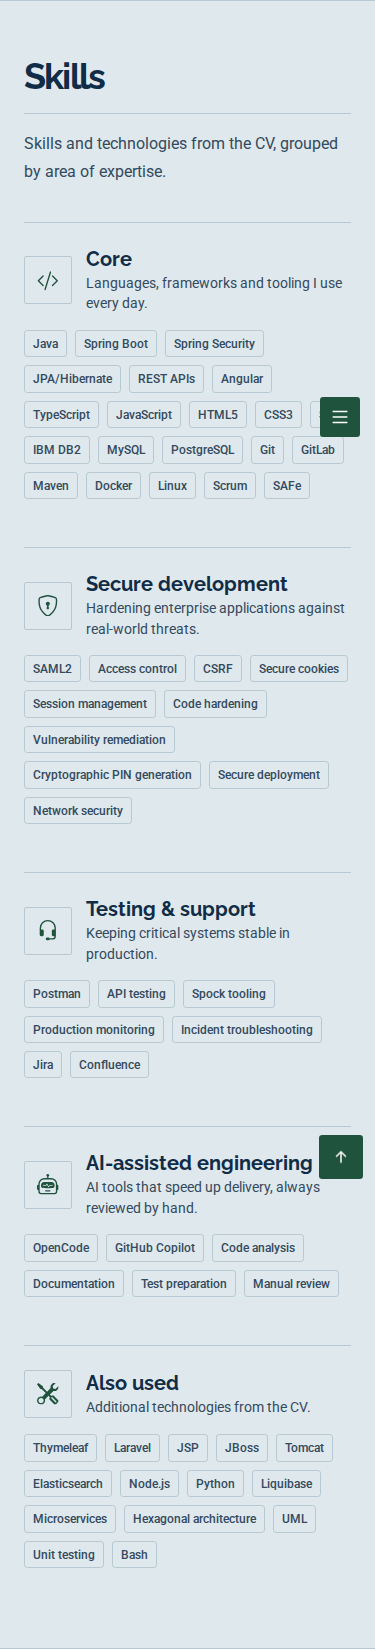 Skills
Skills and technologies from the CV, grouped
by area of expertise.
Core
Languages, frameworks and tooling I use
every day.
Java Spring Boot Spring Security
JPA/Hibernate REST APIs Angular
TypeScript JavaScript HTML5 CSS3
IBM DB2 MySQL PostgreSQL Git GitLab
Maven Docker Linux Scrum SAFe
Secure development
Hardening enterprise applications against
real-world threats.
SAML2 Access control CSRF Secure cookies
Session management Code hardening
Vulnerability remediation
Cryptographic PIN generation Secure deployment
Network security
Testing & support
Keeping critical systems stable in
production.
Postman API testing Spock tooling
Production monitoring Incident troubleshooting
Jira Confluence
AI-assisted engineering
AI tools that speed up delivery, always
reviewed by hand.
OpenCode GitHub Copilot Code analysis
Documentation Test preparation Manual review
Also used
Additional technologies from the CV.
Thymeleaf Laravel JSP JBoss Tomcat
Elasticsearch Node.js Python Liquibase
Microservices Hexagonal architecture UML
Unit testing Bash